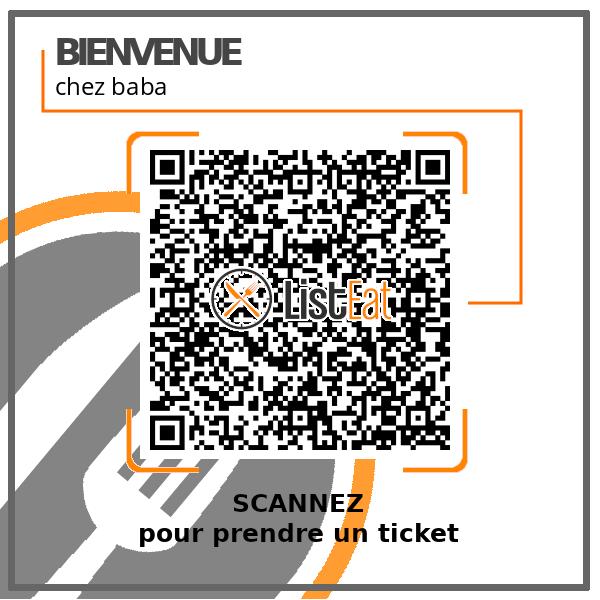 BIENVENUE
chez baba
ListEat
SCANNEZ
pour prendre un ticket